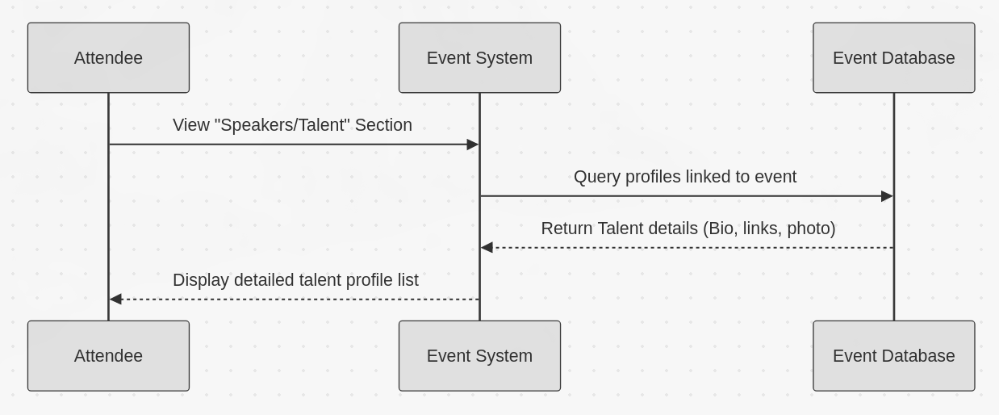 Attendee
Event System
Event Database
View "Speakers/Talent" Section
Query profiles linked to event
Return Talent details (Bio, links, photo)
Display detailed talent profile list
Attendee
Event System
Event Database